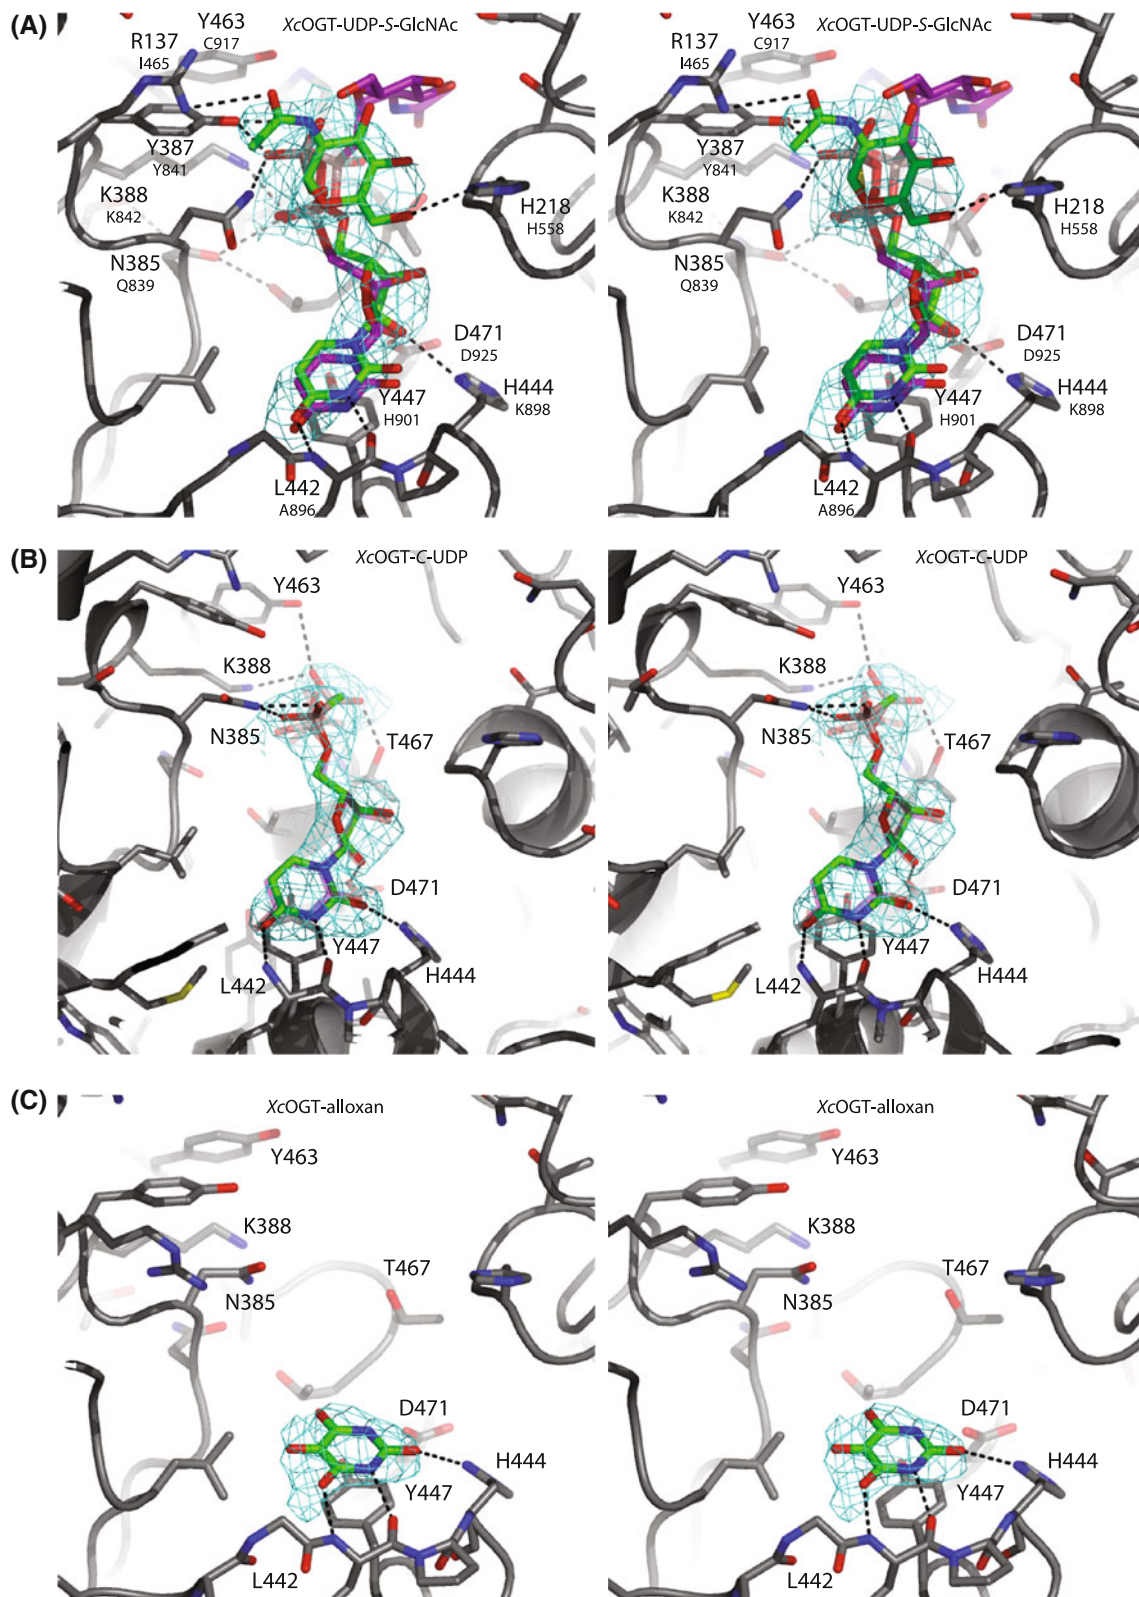 (A)
XcOGT-UDP-S-GlcNAc
Y463
C917
R137
I465
Y387
Y841
K388
K842
N385
Q839
H218
H558
D471
D925
Y447
H901
H444
K898
L442
A896
XcOGT-UDP-S-GlcNAc
Y463
C917
R137
I465
Y387
Y841
K388
K842
N385
Q839
H218
H558
D471
D925
Y447
H901
H444
K898
L442
A896
(B)
XcOGT-C-UDP
Y463
K388
N385
T467
D471
Y447
L442
H444
XcOGT-C-UDP
Y463
K388
N385
T467
D471
Y447
L442
H444
(C)
XcOGT-alloxan
Y463
K388
T467
N385
D471
H444
Y447
L442
XcOGT-alloxan
Y463
K388
T467
N385
D471
H444
Y447
L442